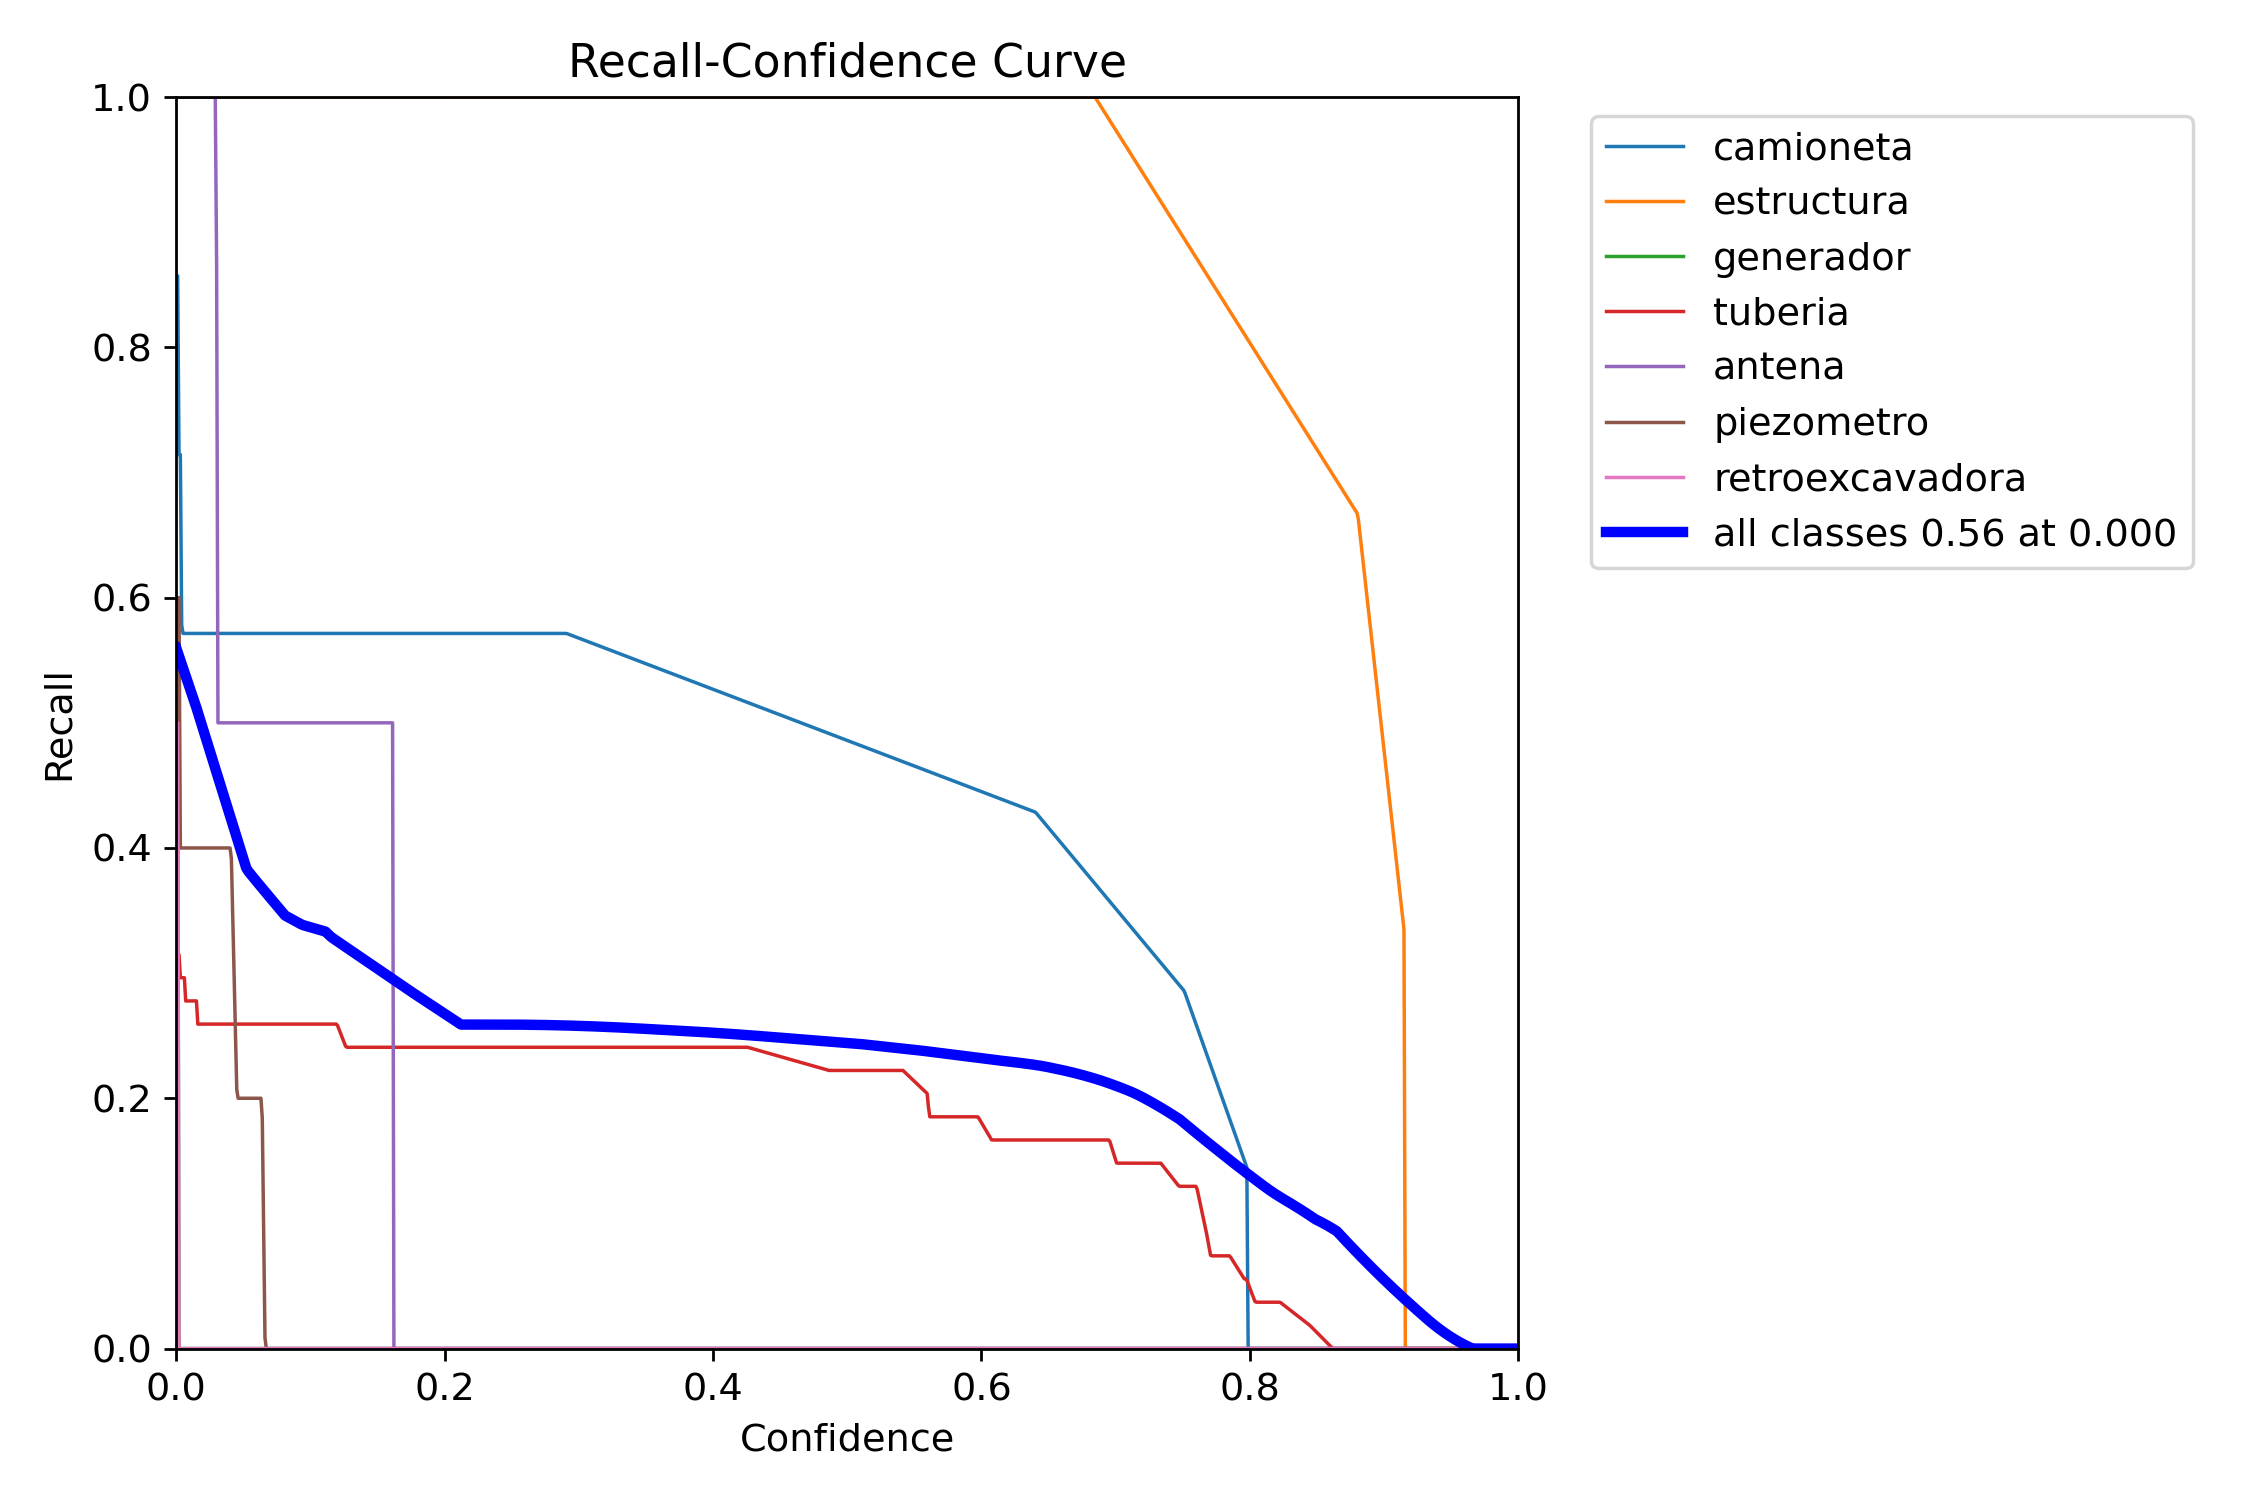 Recall-Confidence Curve
1.0
0.8
0.6
0.4
0.2
0.0
Recall
0.0 0.2 0.4 0.6 0.8 1.0
Confidence
camioneta
estructura
generador
tuberia
antena
piezometro
retroexcavadora
all classes 0.56 at 0.000